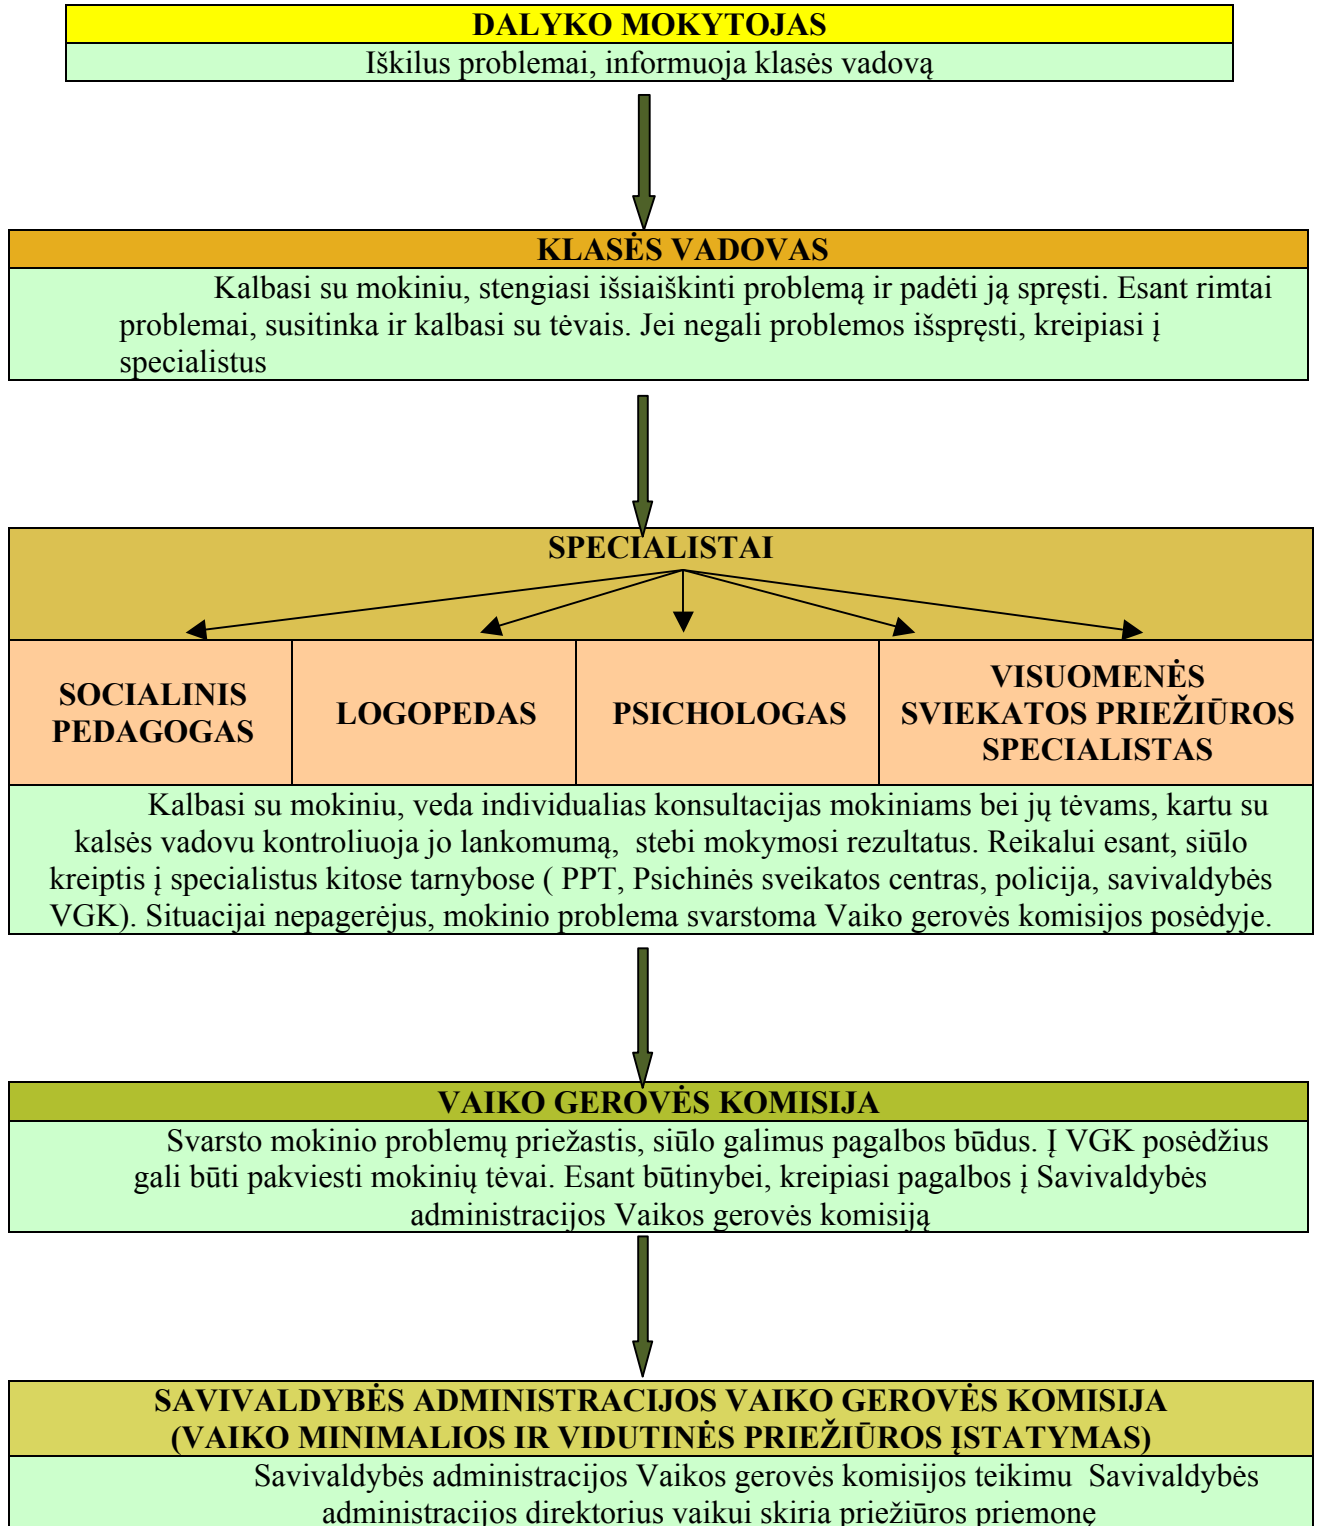 DALYKO MOKYTOJAS
Iškilus problemai, informuoja klasės vadovą
KLASĖS VADOVAS
Kalbasi su mokiniu, stengiasi išsiaiškinti problemą ir padėti ją spręsti. Esant rimtai
problemai, susitinka ir kalbasi su tėvais. Jei negali problemos išspręsti, kreipiasi į
specialistus
SPECIALISTAI
SOCIALINIS
PEDAGOGAS
LOGOPEDAS
PSICHOLOGAS
VISUOMENĖS
SVIEKATOS PRIEŽIŪROS
SPECIALISTAS
Kalbasi su mokiniu, veda individualias konsultacijas mokiniams bei jų tėvams, kartu su
kalsės vadovu kontroliuoja jo lankomumą, stebi mokymosi rezultatus. Reikalui esant, siūlo
kreiptis į specialistus kitose tarnybose ( PPT, Psichinės sveikatos centras, policija, savivaldybės
VGK). Situacijai nepagerėjus, mokinio problema svarstoma Vaiko gerovės komisijos posėdyje.
VAIKO GEROVĖS KOMISIJA
Svarsto mokinio problemų priežastis, siūlo galimus pagalbos būdus. Į VGK posėdžius
gali būti pakviesti mokinių tėvai. Esant būtinybei, kreipiasi pagalbos į Savivaldybės
administracijos Vaikos gerovės komisiją
SAVIVALDYBĖS ADMINISTRACIJOS VAIKO GEROVĖS KOMISIJA
(VAIKO MINIMALIOS IR VIDUTINĖS PRIEŽIŪROS ĮSTATYMAS)
Savivaldybės administracijos Vaikos gerovės komisijos teikimu Savivaldybės
administracijos direktorius vaikui skiria priežiūros priemonę